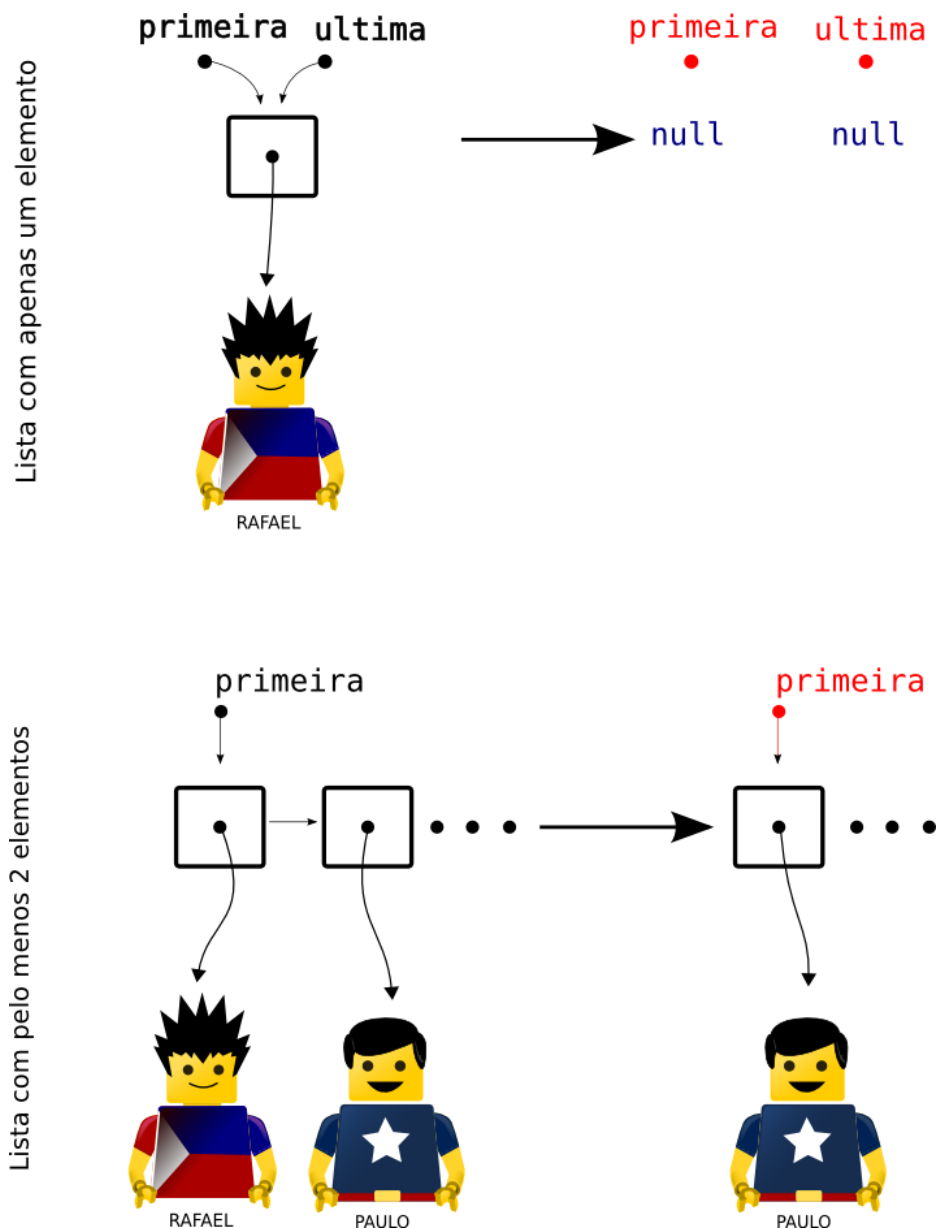 Lista com apenas um elemento
primeira ultima
primeira ultima
null null
RAFAEL
Lista com pelo menos 2 elementos
primeira
primeira
RAFAEL
PAULO
PAULO